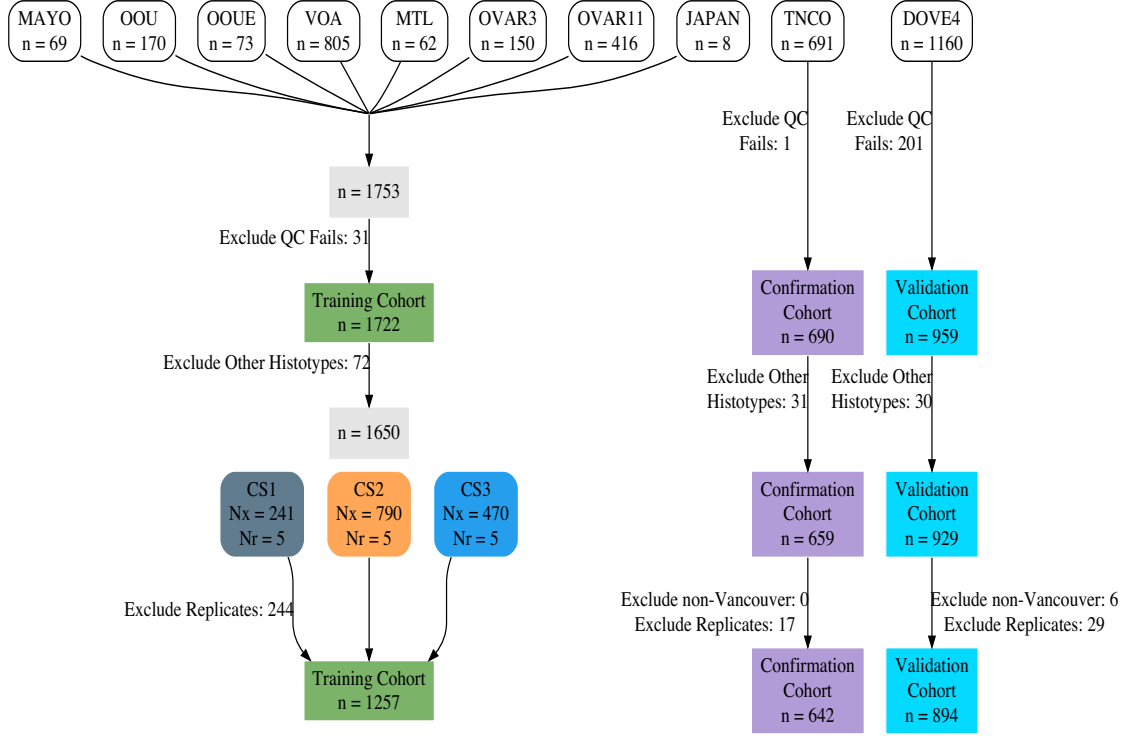 MAYO
n = 69
OOU
n = 170
OOUE
n = 73
VOA
n = 805
MTL
n = 62
OVAR3
n = 150
OVAR11
n = 416
JAPAN
n = 8
TNCO
n = 691
DOVE4
n = 1160
Exclude QC
Fails: 1
Exclude QC
Fails: 201
n = 1753
Exclude QC Fails: 31
Training Cohort
n = 1722
Confirmation
Cohort
n = 690
Validation
Cohort
n = 959
Exclude Other Histotypes: 72
Exclude Other
Histotypes: 31
Exclude Other
Histotypes: 30
n = 1650
CS1
Nx = 241
Nr = 5
CS2
Nx = 790
Nr = 5
CS3
Nx = 470
Nr = 5
Confirmation
Cohort
n = 659
Validation
Cohort
n = 929
Exclude Replicates: 244
Exclude non-Vancouver: 0
Exclude Replicates: 17
Exclude non-Vancouver: 6
Exclude Replicates: 29
Training Cohort
n = 1257
Confirmation
Cohort
n = 642
Validation
Cohort
n = 894